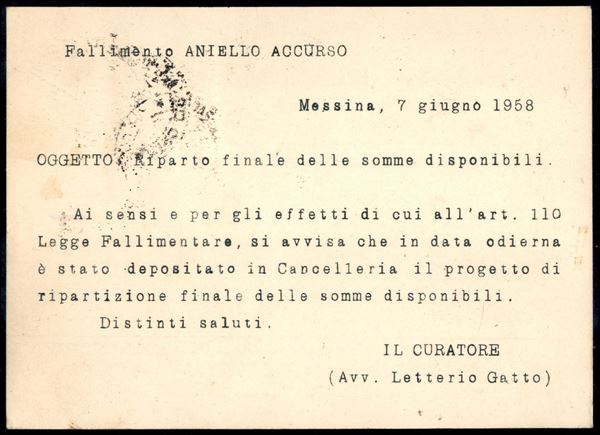 Fallimento ANIELLO ACCURSO
Messina, 7 giugno 1958
OGGETTO: Riparto finale delle somme disponibili.
Ai sensi e per gli effetti di cui all'art. 110
Legge Fallimentare, si avvisa che in data odierna
è stato depositato in Cancelleria il progetto di
ripartizione finale delle somme disponibili.
Distinti saluti.
IL CURATORE
(Avv. Letterio Gatto)